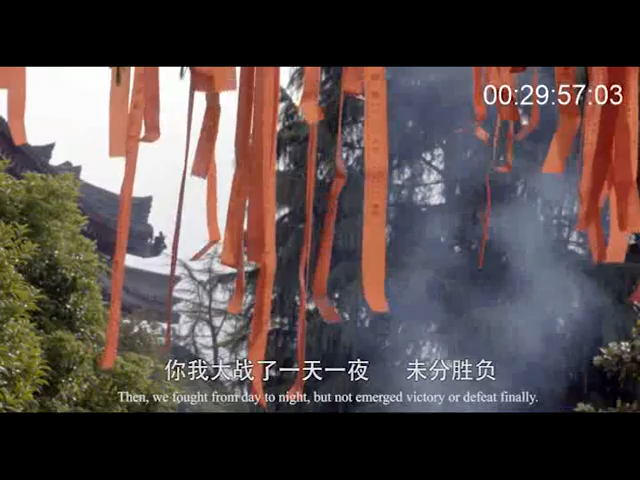 00:29:57:03
你我大战了一天一夜 未分胜负
Then, we fought from day to night, but not emerged victory or defeat finally.